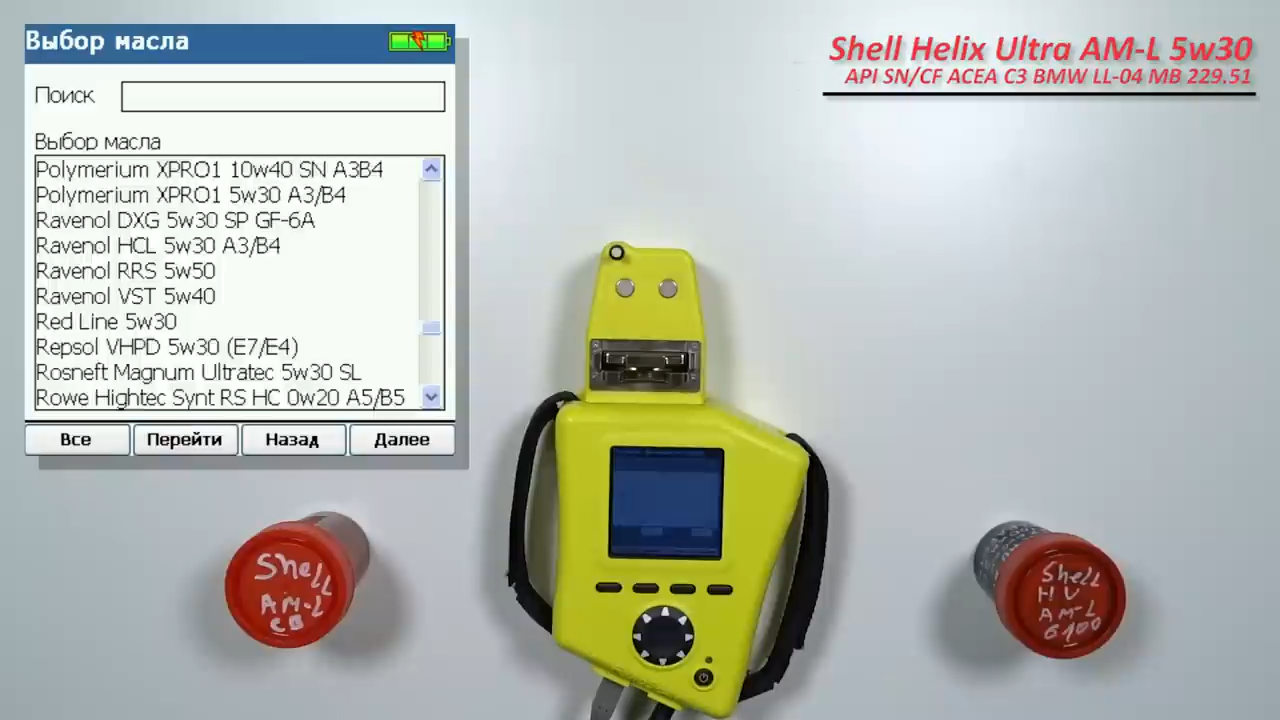 Выбор масла
Поиск
Выбор масла
Polymerium XPRO1 10w40 SN A3B4
Polymerium XPRO1 5w30 A3/B4
Ravenol DXG 5w30 SP GF-6A
Ravenol HCL 5w30 A3/B4
Ravenol RRS 5w50
Ravenol VST 5w40
Red Line 5w30
Repsol VHPD 5w30 (E7/E4)
Rosneft Magnum Ultratec 5w30 SL
Rowe Hightec Synt RS HC 0w20 A5/B5
Все Перейти Назад Далее
Shell Helix Ultra AM-L 5w30
API SN/CF ACEA C3 BMW LL-04 MB 229.51
Shell
AM-L
CB
Shell
HU
AM-L
6100